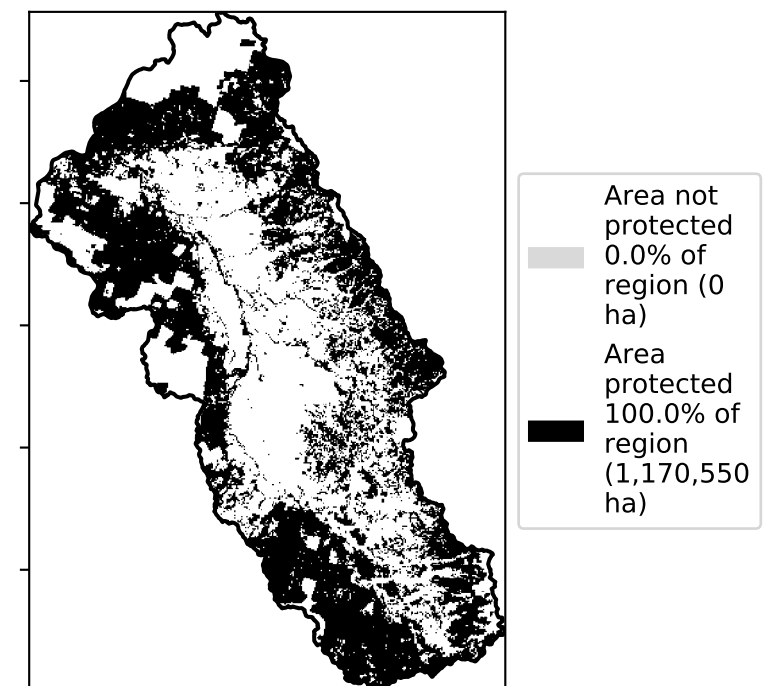 Area not
protected
0.0% of
region (0
ha)
Area
protected
100.0% of
region
(1,170,550
ha)